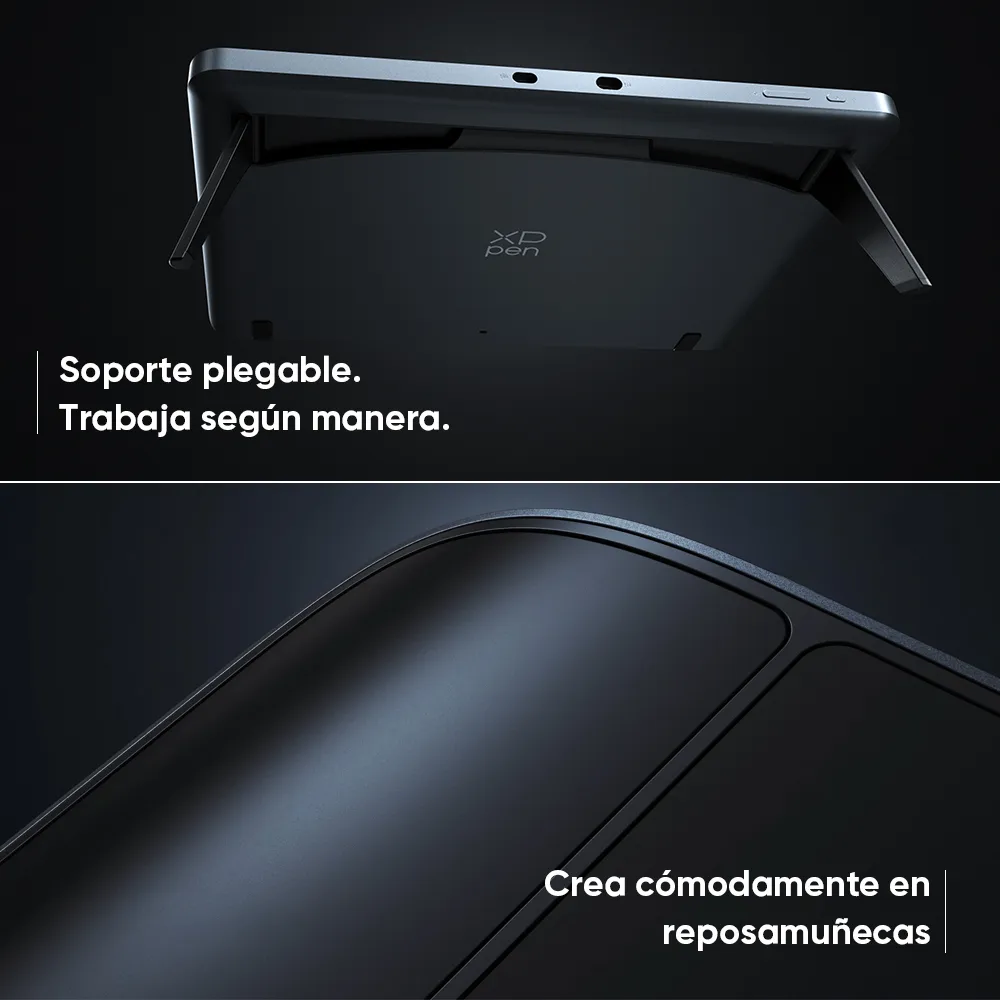 XP
pen
Soporte plegable.
Trabaja según manera.
Crea cómodamente en
reposamuñecas